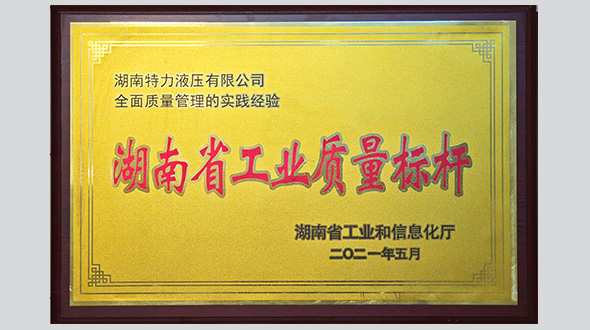 湖南特力液压有限公司
全面质量管理的实践经验
湖南省工业质量标杆
湖南省工业和信息化厅
二〇二一年五月